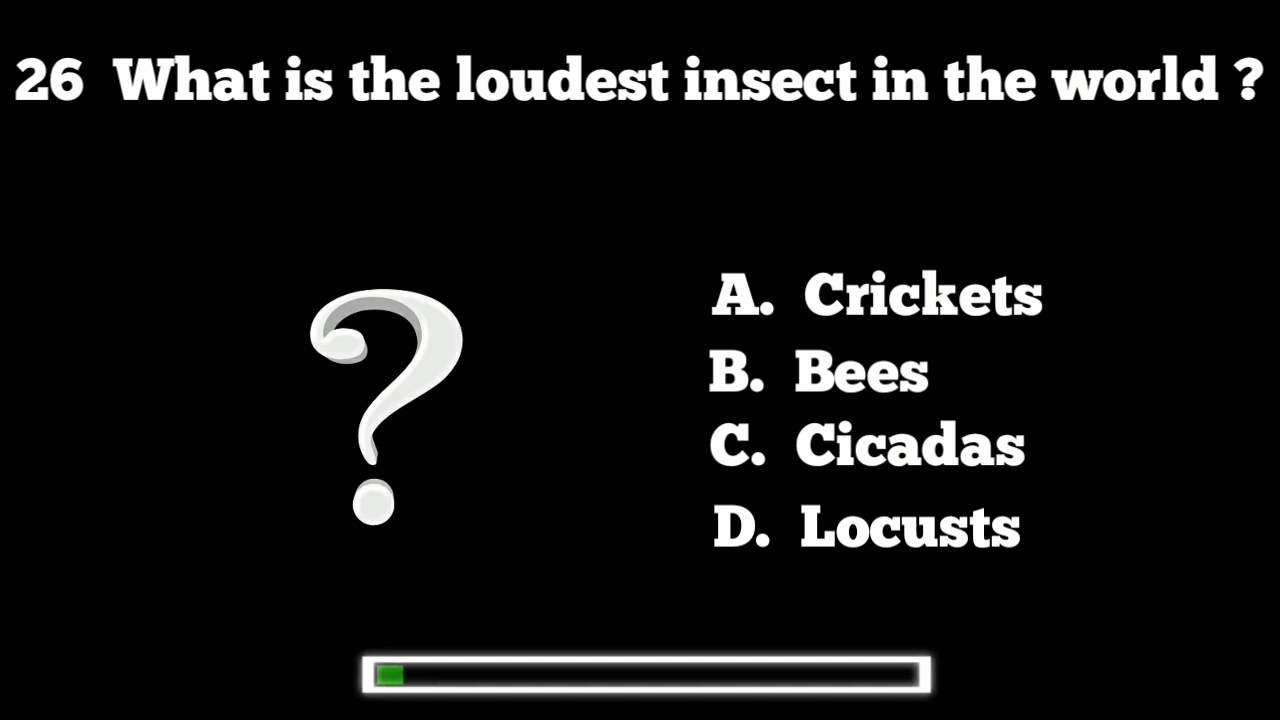 26 What is the loudest insect in the world ?
?
A. Crickets
B. Bees
C. Cicadas
D. Locusts